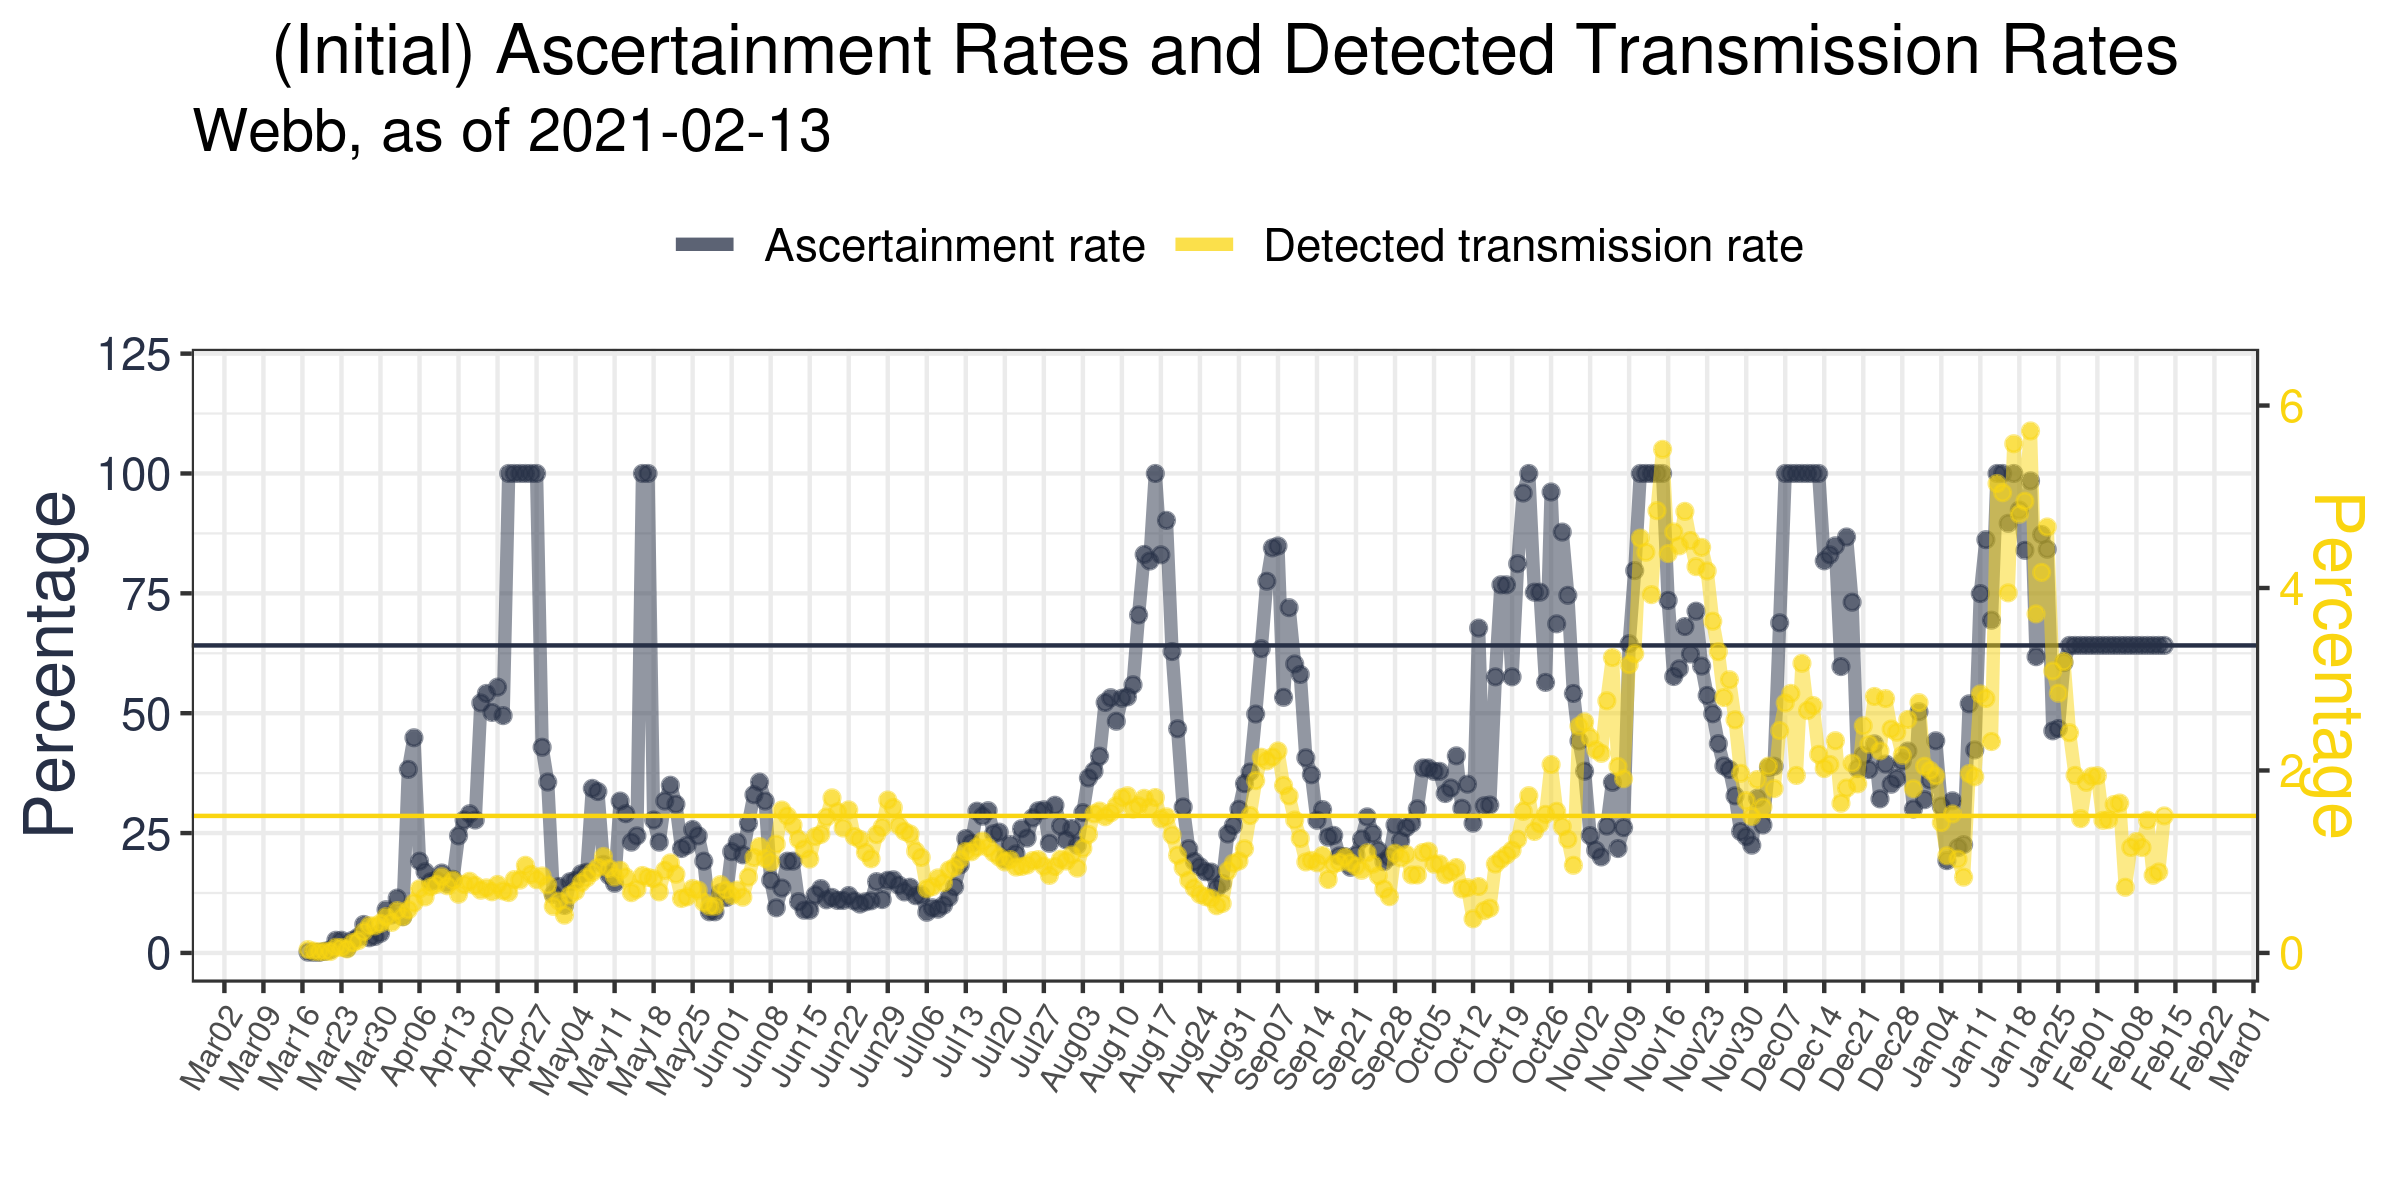 (Initial) Ascertainment Rates and Detected Transmission Rates
Webb, as of 2021-02-13
Ascertainment rate Detected transmission rate
Percentage
125
100
75
50
25
0
6
4
2
0
Percentage
Mar02 Mar09 Mar16 Mar23 Mar30 Apr06 Apr13 Apr20 Apr27 May04 May11 May18 May25 Jun01 Jun08 Jun15 Jun22 Jun29 Jul06 Jul13 Jul20 Jul27 Aug03 Aug10 Aug17 Aug24 Aug31 Sep07 Sep14 Sep21 Sep28 Oct05 Oct12 Oct19 Oct26 Nov02 Nov09 Nov16 Nov23 Nov30 Dec07 Dec14 Dec21 Dec28 Jan04 Jan11 Jan18 Jan25 Feb01 Feb08 Feb15 Feb22 Mar01